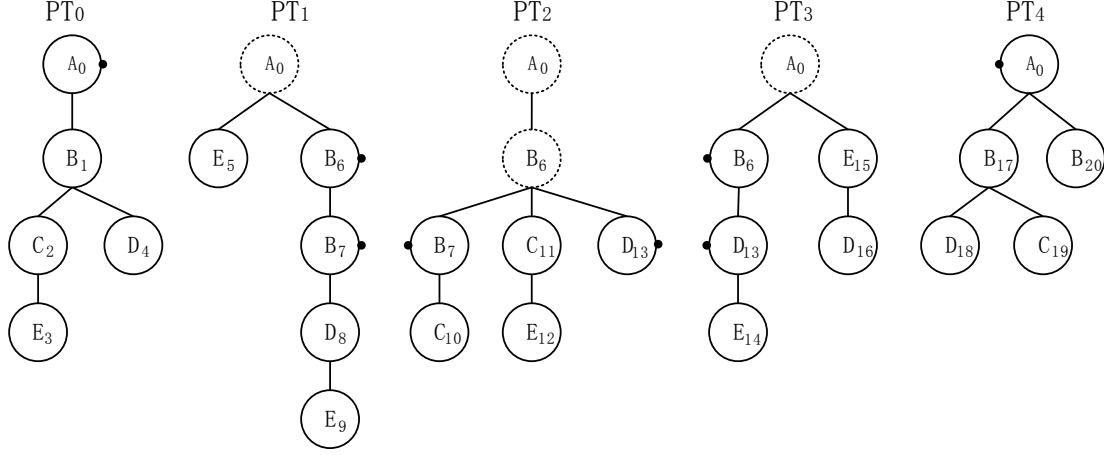 PT0 PT1 PT2 PT3 PT4
A0 A0 A0 A0 A0
B1 E5 B6 B6 B6 E15 B17 B20
C2 D4 B7 B7 C11 D13 D13 D16 D18 C19
E3 D8 C10 E12 E14
E9